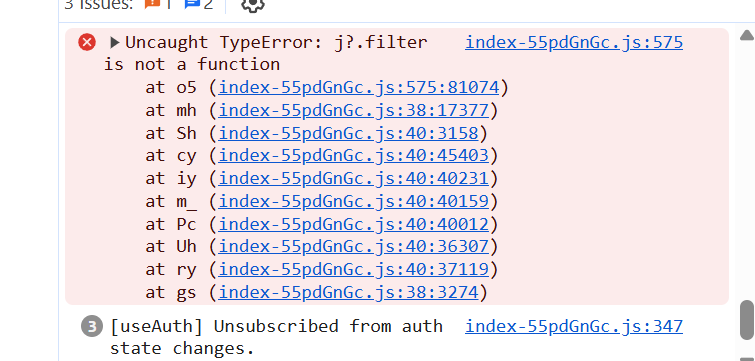 3 Issues: 1 2
Uncaught TypeError: j?.filter index-55pdGnGc.js:575
is not a function
at o5 (index-55pdGnGc.js:575:81074)
at mh (index-55pdGnGc.js:38:17377)
at Sh (index-55pdGnGc.js:40:3158)
at cy (index-55pdGnGc.js:40:45403)
at iy (index-55pdGnGc.js:40:40231)
at m_ (index-55pdGnGc.js:40:40159)
at Pc (index-55pdGnGc.js:40:40012)
at Uh (index-55pdGnGc.js:40:36307)
at ry (index-55pdGnGc.js:40:37119)
at gs (index-55pdGnGc.js:38:3274)
3 [useAuth] Unsubscribed from auth index-55pdGnGc.js:347
state changes.